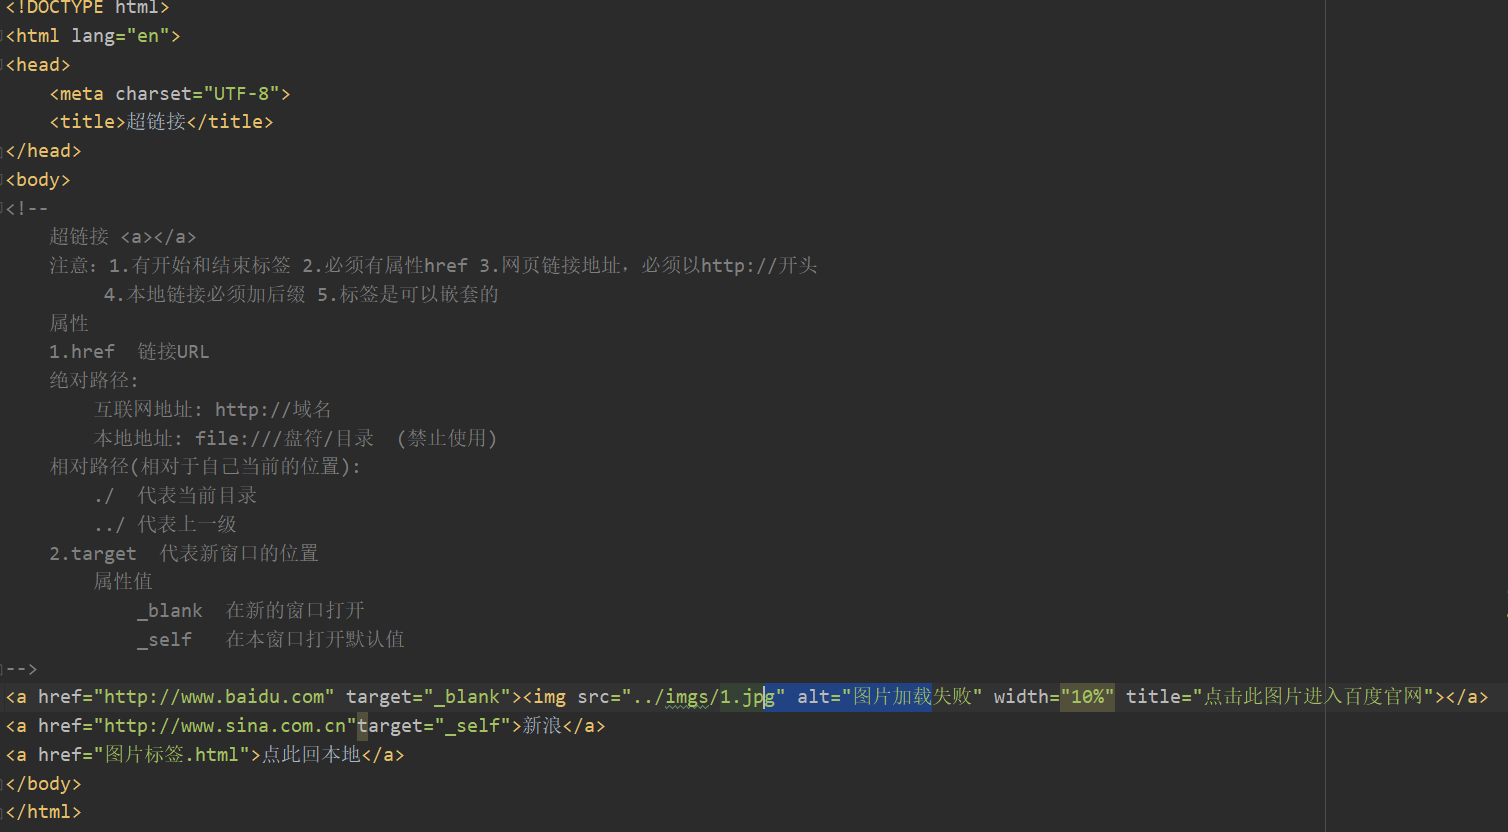 <!DOCTYPE html>
<html lang="en">
<head>
    <meta charset="UTF-8">
    <title>超链接</title>
</head>
<body>
<!--
    超链接 <a></a>
    注意：1.有开始和结束标签 2.必须有属性href 3.网页链接地址，必须以http://开头
         4.本地链接必须加后缀 5.标签是可以嵌套的
    属性
    1.href  链接URL
    绝对路径:
        互联网地址: http://域名
        本地地址: file:///盘符/目录  (禁止使用)
    相对路径(相对于自己当前的位置):
        ./  代表当前目录
        ../ 代表上一级
    2.target  代表新窗口的位置
        属性值
            _blank  在新的窗口打开
            _self   在本窗口打开默认值
-->
<a href="http://www.baidu.com" target="_blank"><img src="../imgs/1.jpg" alt="图片加载失败" width="10%" title="点击此图片进入百度官网"></a>
<a href="http://www.sina.com.cn"target="_self">新浪</a>
<a href="图片标签.html">点此回本地</a>
</body>
</html>